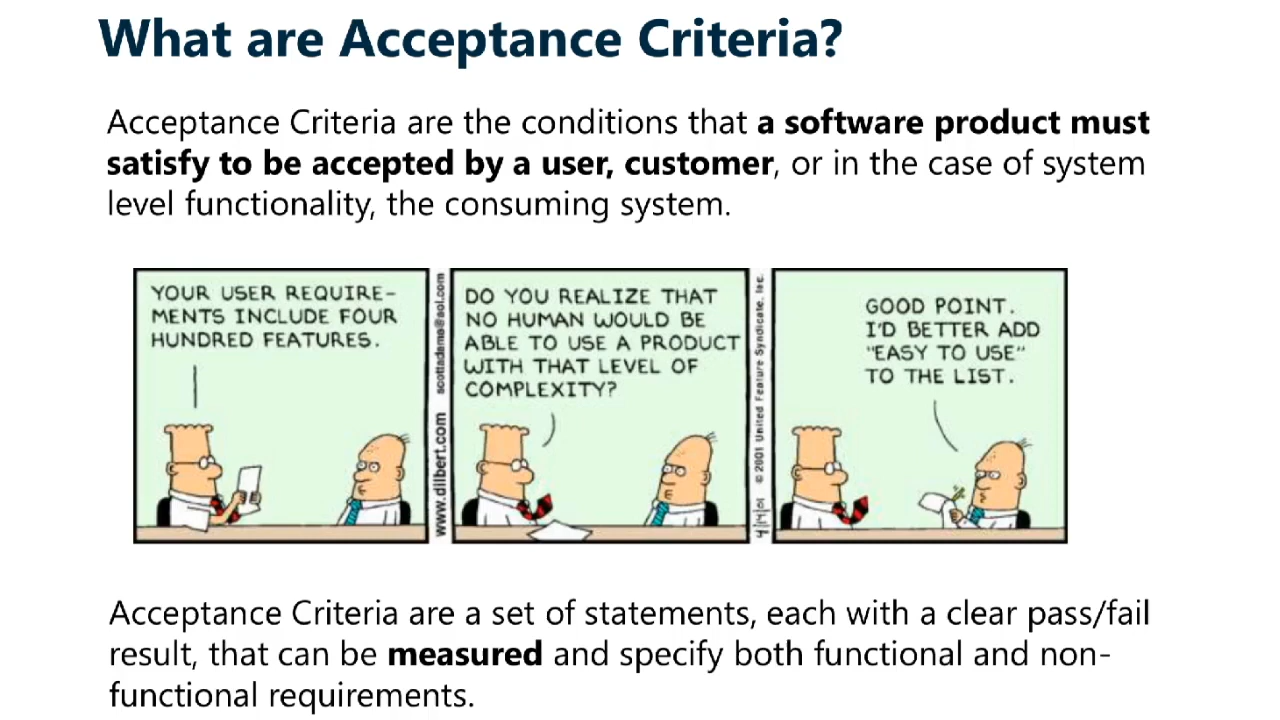 What are Acceptance Criteria?
Acceptance Criteria are the conditions that a software product must
satisfy to be accepted by a user, customer, or in the case of system
level functionality, the consuming system.
YOUR USER REQUIRE-
MENTS INCLUDE FOUR
HUNDRED FEATURES.
www.dilbert.com scottadams@aol.com
DO YOU REALIZE THAT
NO HUMAN WOULD BE
ABLE TO USE A PRODUCT
WITH THAT LEVEL OF
COMPLEXITY?
4/14/01 © 2001 United Feature Syndicate, Inc.
GOOD POINT.
I'D BETTER ADD
"EASY TO USE"
TO THE LIST.
Acceptance Criteria are a set of statements, each with a clear pass/fail
result, that can be measured and specify both functional and non-
functional requirements.